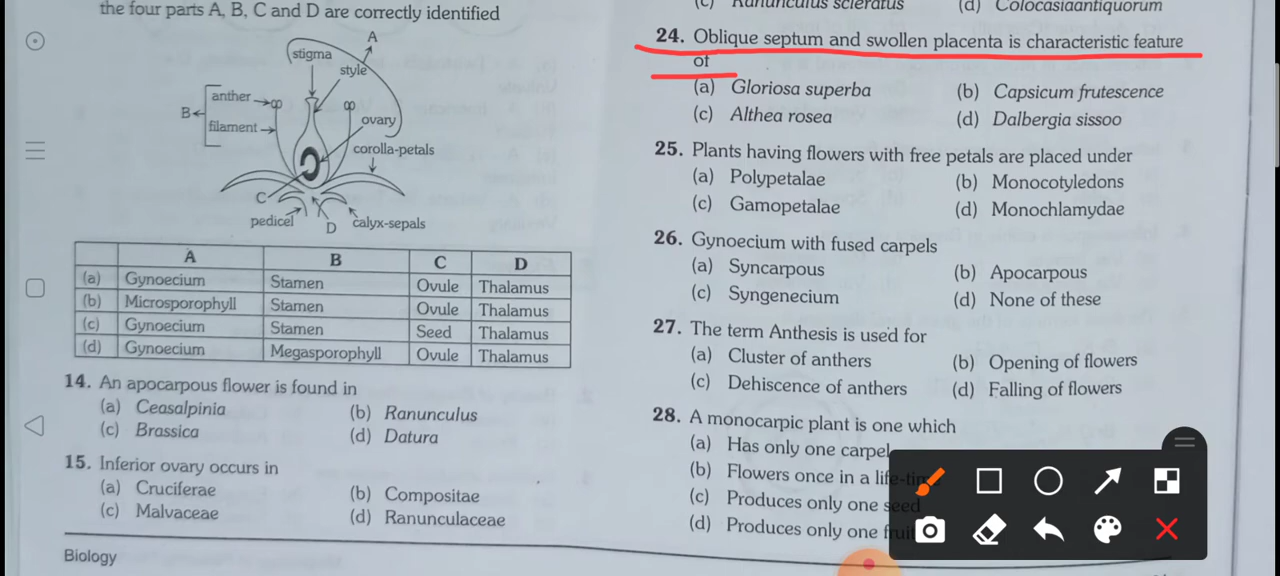 the four parts A, B, C and D are correctly identified
A
stigma
style
anther
B
filament
ovary
corolla-petals
C
pedicel
D
calyx-sepals
A B C D
(a) Gynoecium Stamen Ovule Thalamus
(b) Microsporophyll Stamen Ovule Thalamus
(c) Gynoecium Stamen Seed Thalamus
(d) Gynoecium Megasporophyll Ovule Thalamus
14. An apocarpous flower is found in
(a) Ceasalpinia (b) Ranunculus
(c) Brassica (d) Datura
15. Inferior ovary occurs in
(a) Cruciferae (b) Compositae
(c) Malvaceae (d) Ranunculaceae
Biology
(c) Ranunculus scleratus (d) Colocasiaantiquorum
24. Oblique septum and swollen placenta is characteristic feature
of
(a) Gloriosa superba (b) Capsicum frutescence
(c) Althea rosea (d) Dalbergia sissoo
25. Plants having flowers with free petals are placed under
(a) Polypetalae (b) Monocotyledons
(c) Gamopetalae (d) Monochlamydae
26. Gynoecium with fused carpels
(a) Syncarpous (b) Apocarpous
(c) Syngenecium (d) None of these
27. The term Anthesis is used for
(a) Cluster of anthers (b) Opening of flowers
(c) Dehiscence of anthers (d) Falling of flowers
28. A monocarpic plant is one which
(a) Has only one carpel
(b) Flowers once in a life-time
(c) Produces only one seed
(d) Produces only one fruit